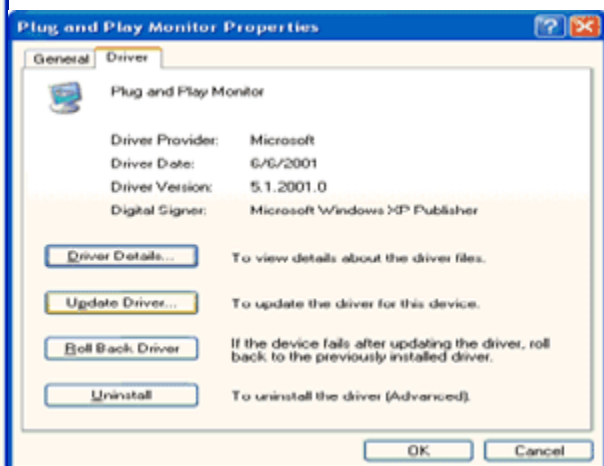 Plug and Play Monitor Properties
General Driver
Plug and Play Monitor
Driver Provider: Microsoft
Driver Date: 6/6/2001
Driver Version: 5.1.2001.0
Digital Signer: Microsoft Windows XP Publisher
Driver Details... To view details about the driver files.
Update Driver... To update the driver for this device.
Roll Back Driver If the device fails after updating the driver, roll
back to the previously installed driver.
Uninstall To uninstall the driver (Advanced).
OK Cancel